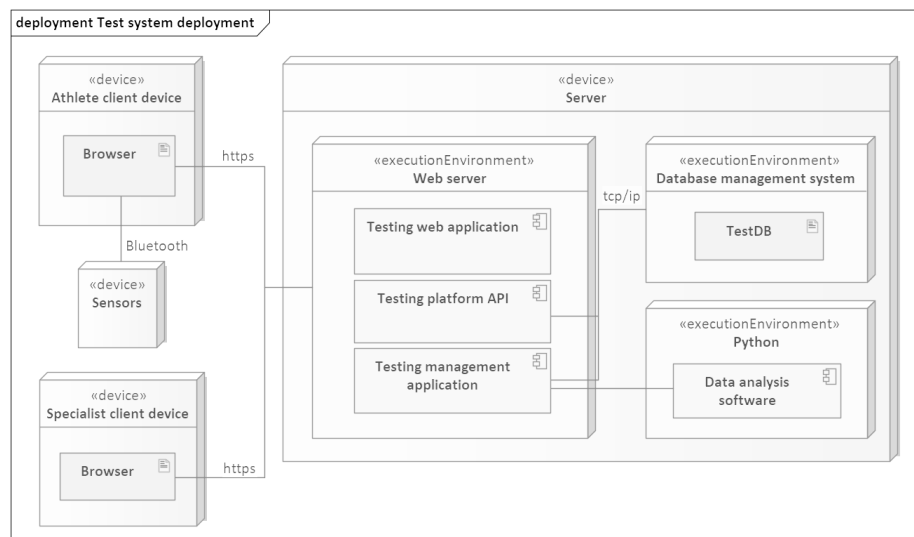 deployment Test system deployment
«device»
Athlete client device
Browser
https
Bluetooth
«device»
Sensors
«device»
Specialist client device
Browser
https
«device»
Server
«executionEnvironment»
Web server
Testing web application
Testing platform API
Testing management
application
tcp/ip
«executionEnvironment»
Database management system
TestDB
«executionEnvironment»
Python
Data analysis
software